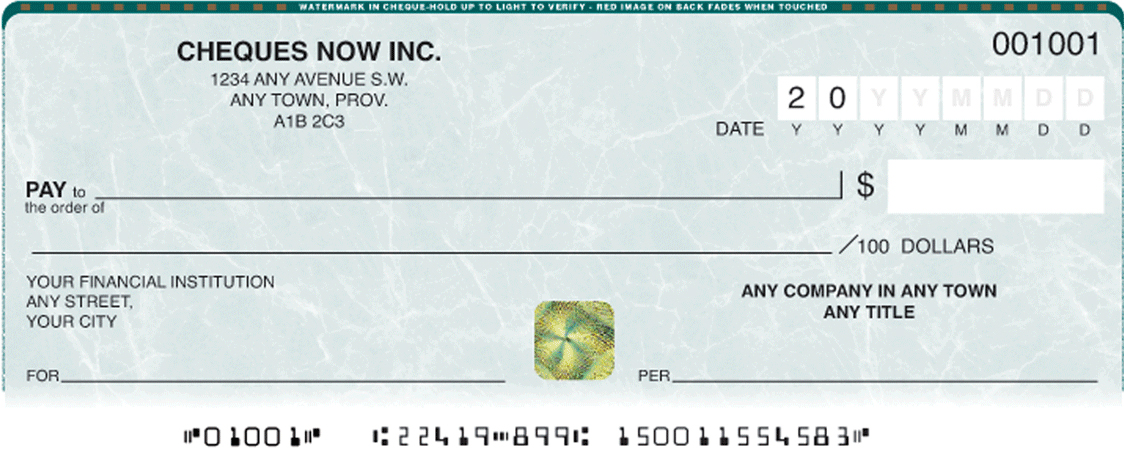 WATERMARK IN CHEQUE-HOLD UP TO LIGHT TO VERIFY - RED IMAGE ON BACK FADES WHEN TOUCHED
CHEQUES NOW INC.
1234 ANY AVENUE S.W.
ANY TOWN, PROV.
A1B 2C3
001001
2 0 Y Y M M D D
DATE Y Y Y Y M M D D
PAY to
the order of
$
/100 DOLLARS
YOUR FINANCIAL INSTITUTION
ANY STREET,
YOUR CITY
ANY COMPANY IN ANY TOWN
ANY TITLE
FOR
PER
⑈01001⑈ ⑆22419⑉899⑆ 150011554583⑈